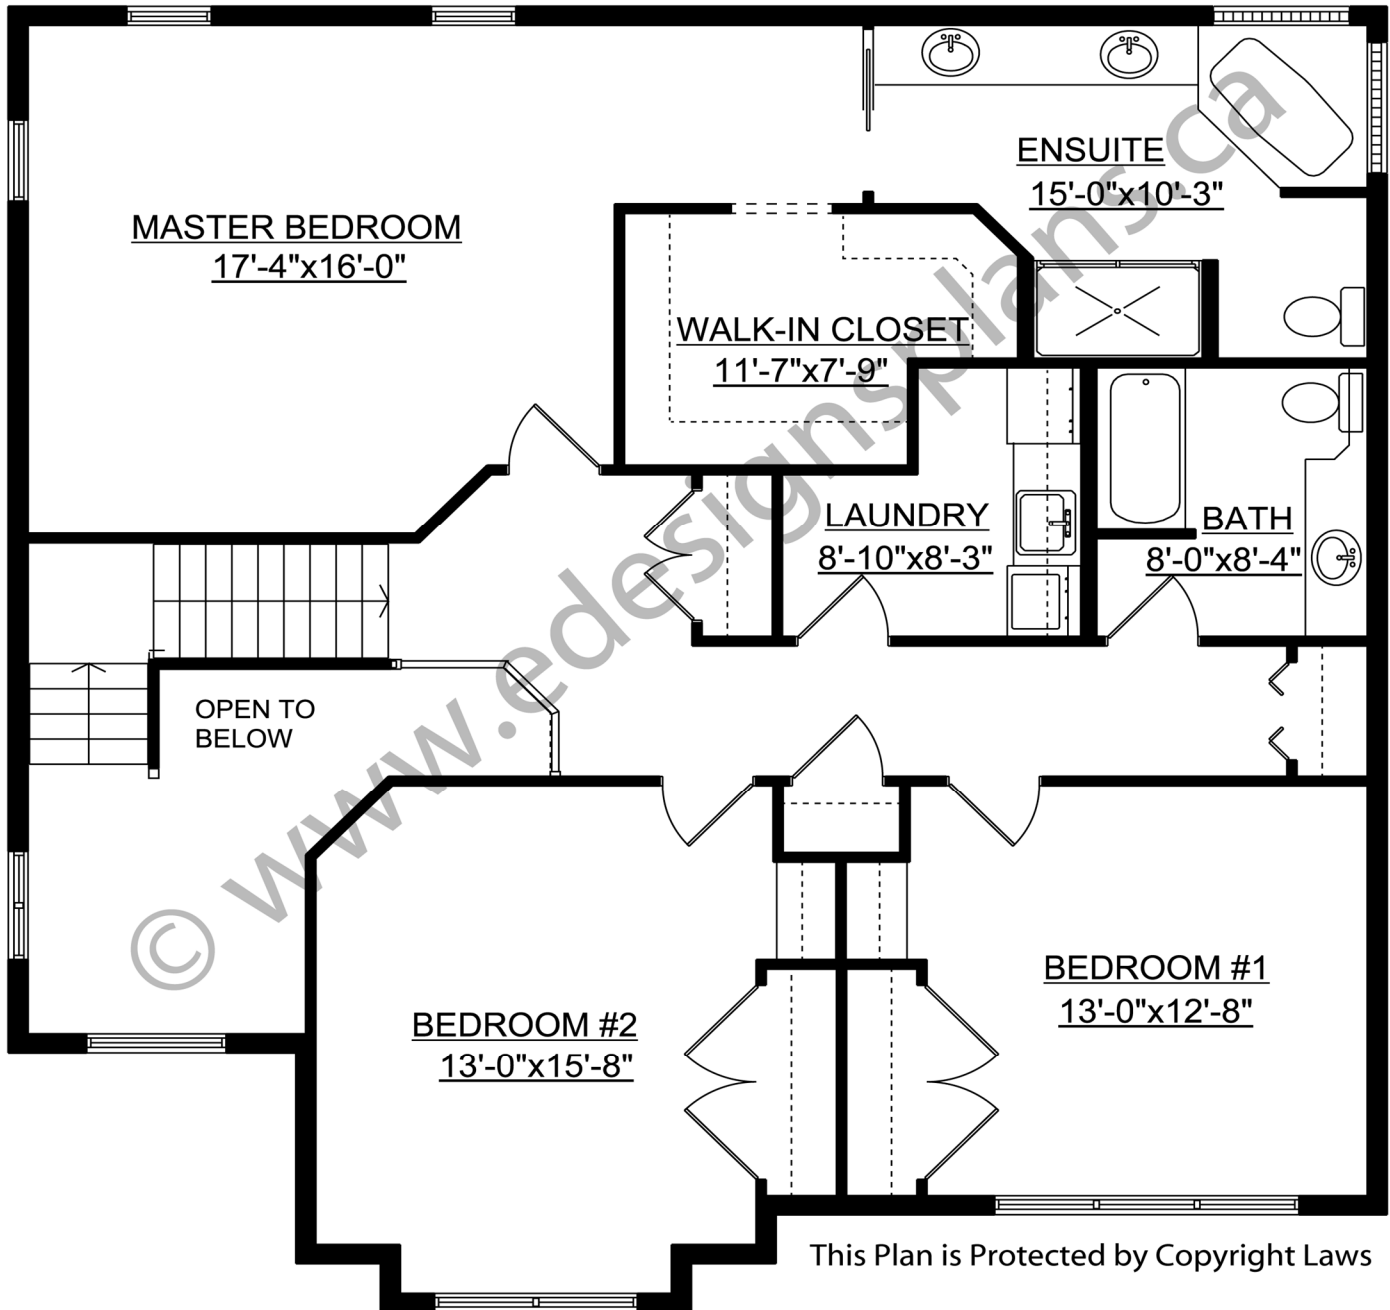 ENSUITE
15'-0"x10'-3"
MASTER BEDROOM
17'-4"x16'-0"
WALK-IN CLOSET
11'-7"x7'-9"
LAUNDRY
8'-10"x8'-3"
BATH
8'-0"x8'-4"
OPEN TO
BELOW
BEDROOM #1
13'-0"x12'-8"
BEDROOM #2
13'-0"x15'-8"
© www.edesignsplans.ca
This Plan is Protected by Copyright Laws